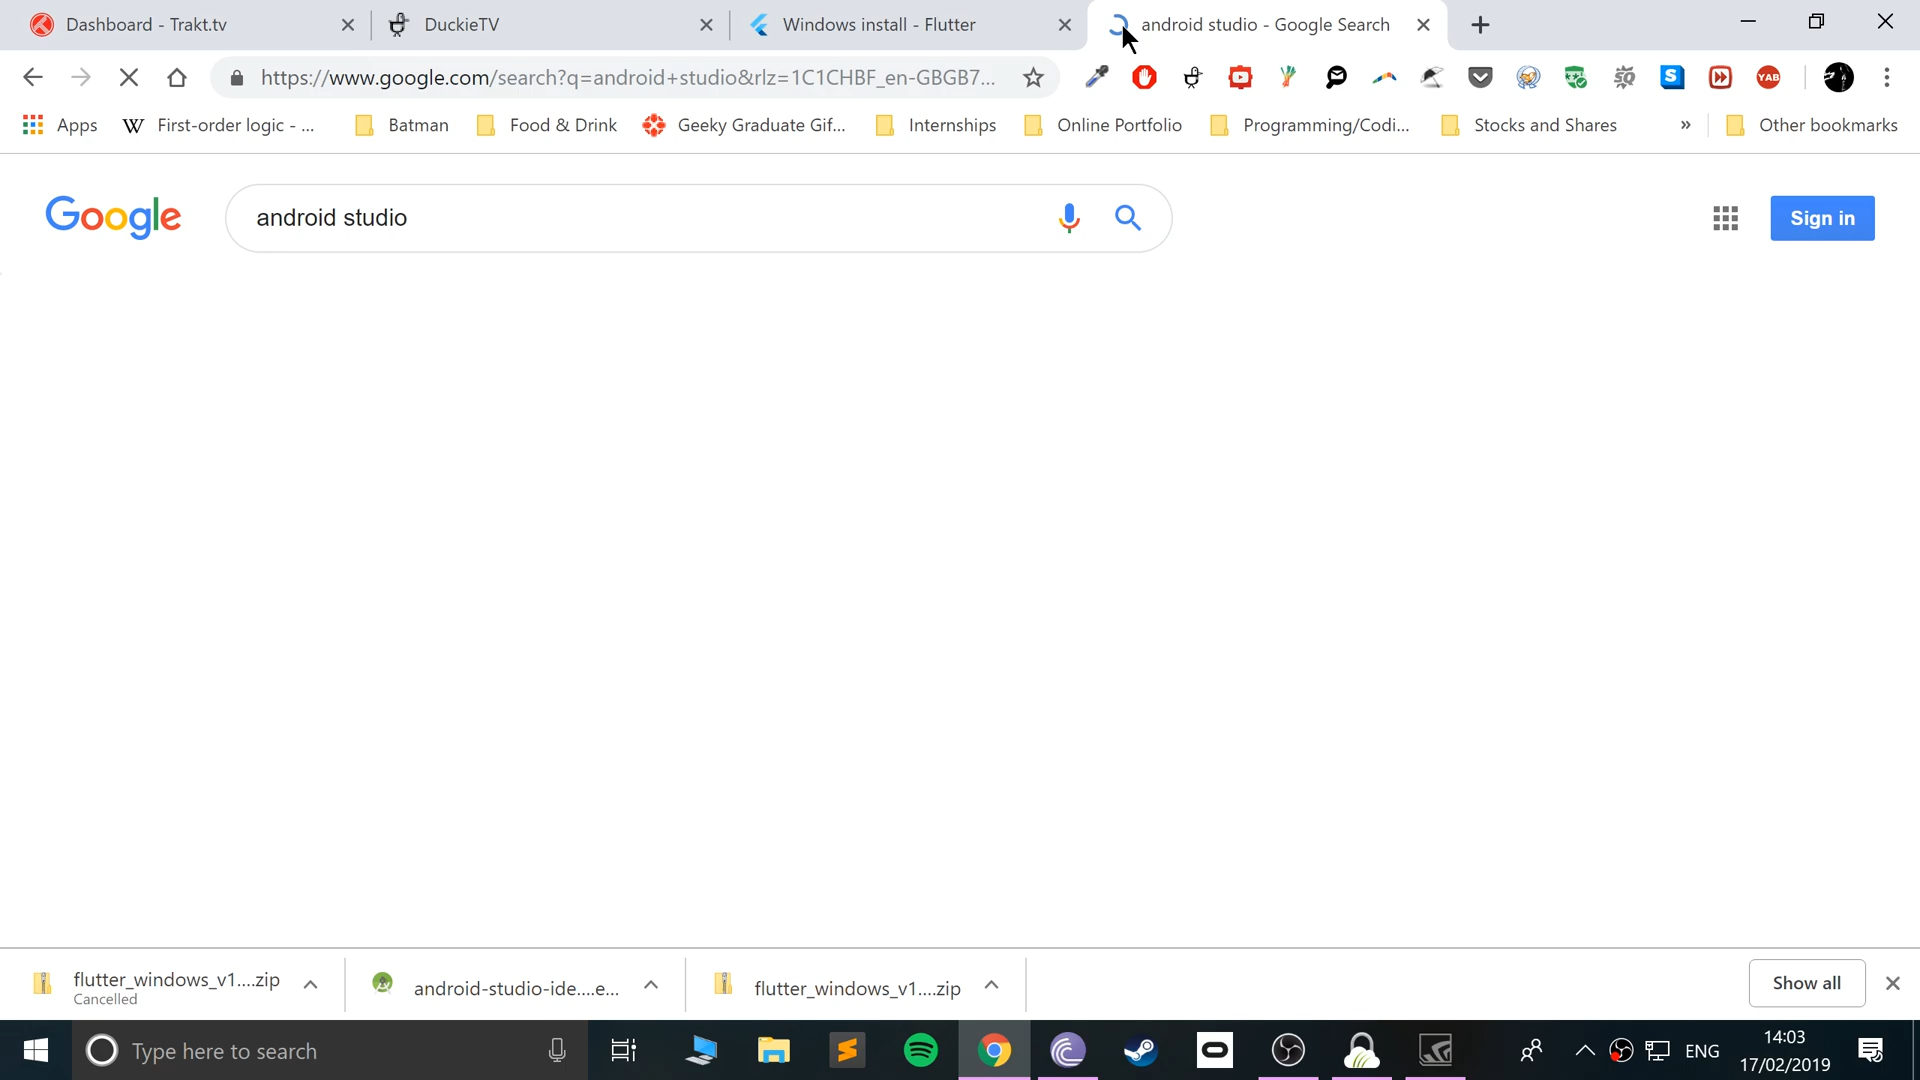 Dashboard - Trakt.tv
DuckieTV
Windows install - Flutter
android studio - Google Search
https://www.google.com/search?q=android+studio&rlz=1C1CHBF_en-GBGB7...
SQ
S
YAB
Apps
W First-order logic - ...
Batman
Food & Drink
Geeky Graduate Gif...
Internships
Online Portfolio
Programming/Codi...
Stocks and Shares
»
Other bookmarks
Google
android studio
Sign in
flutter_windows_v1....zip
Cancelled
android-studio-ide....e...
flutter_windows_v1....zip
Show all
Type here to search
ENG
14:03
17/02/2019